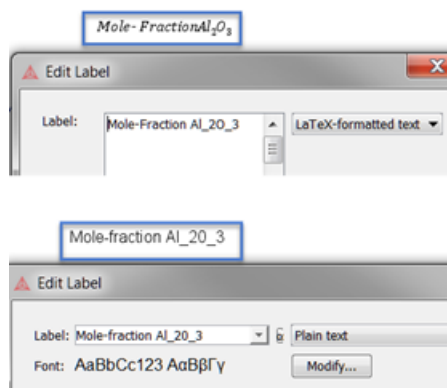 Mole-FractionAl₂O₃
Edit Label
Label: Mole-Fraction Al_2O_3 LaTeX-formatted text
Mole-fraction Al_20_3
Edit Label
Label: Mole-fraction Al_20_3 Plain text
Font: AaBbCc123 ΑαΒβΓγ Modify...